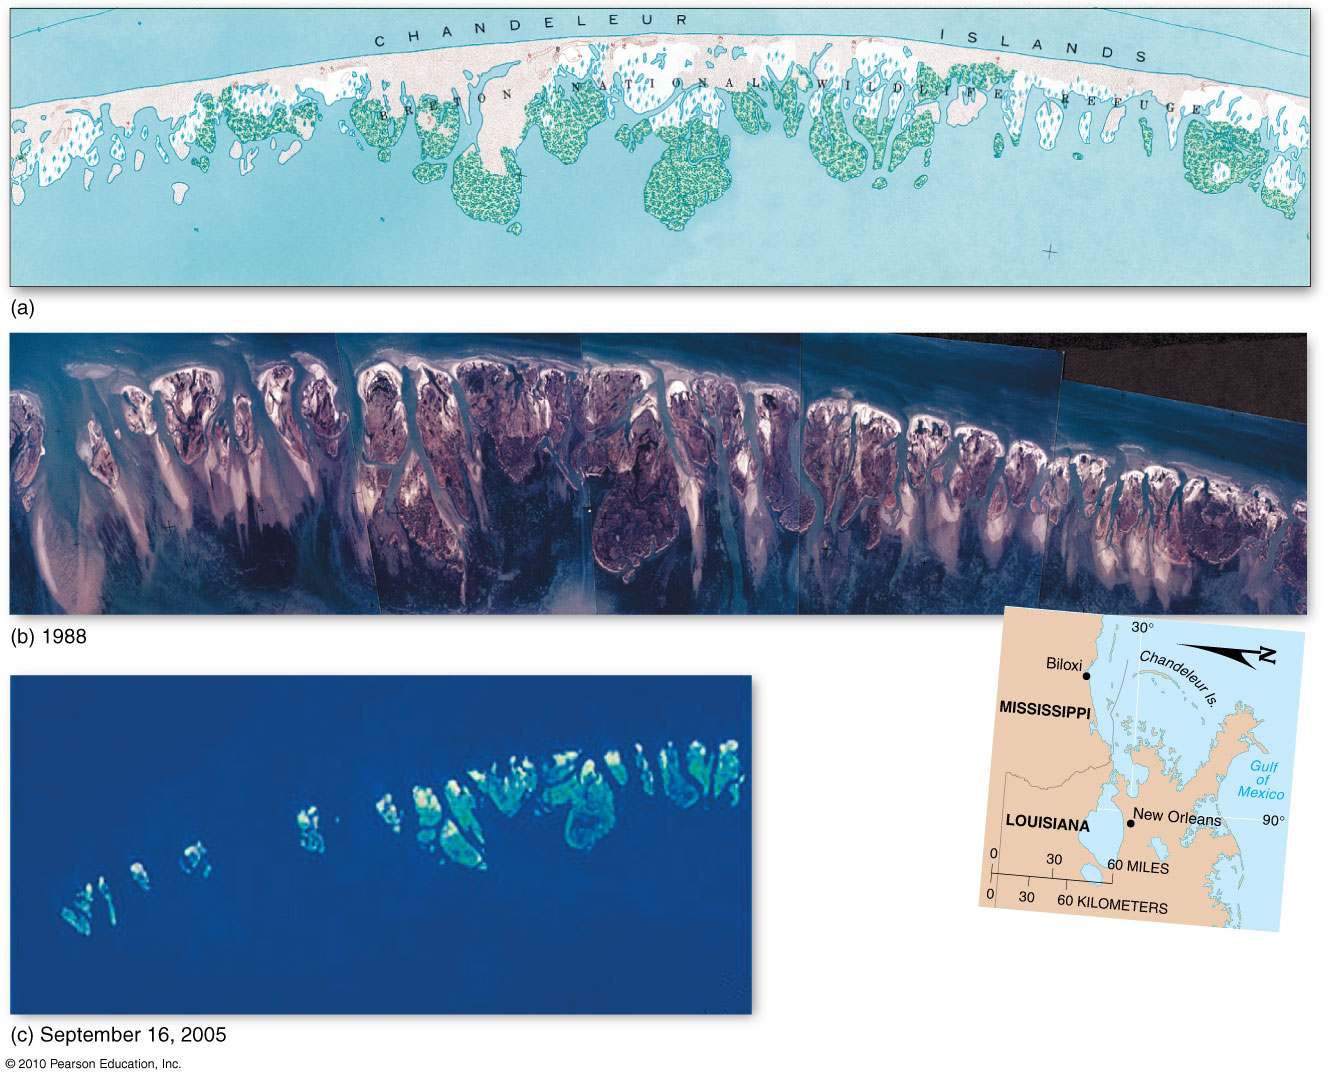 CHANDELEUR ISLANDS
BRETON NATIONAL WILDLIFE REFUGE
(a)
(b) 1988
(c) September 16, 2005
30°
N
Biloxi
Chandeleur Is.
MISSISSIPPI
Gulf
of
Mexico
New Orleans
90°
LOUISIANA
0 30 60 MILES
0 30 60 KILOMETERS
© 2010 Pearson Education, Inc.